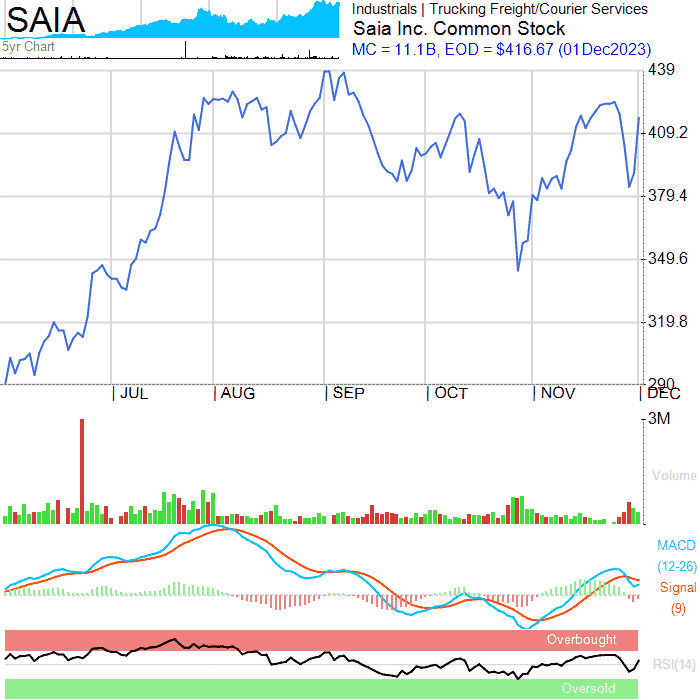 SAIA
Industrials | Trucking Freight/Courier Services
Saia Inc. Common Stock
5yr Chart
MC = 11.1B, EOD = $416.67 (01Dec2023)
439
409.2
379.4
349.6
319.8
290
JUL AUG SEP OCT NOV DEC
3M
Volume
MACD
(12-26)
Signal
(9)
Overbought
RSI(14)
Oversold